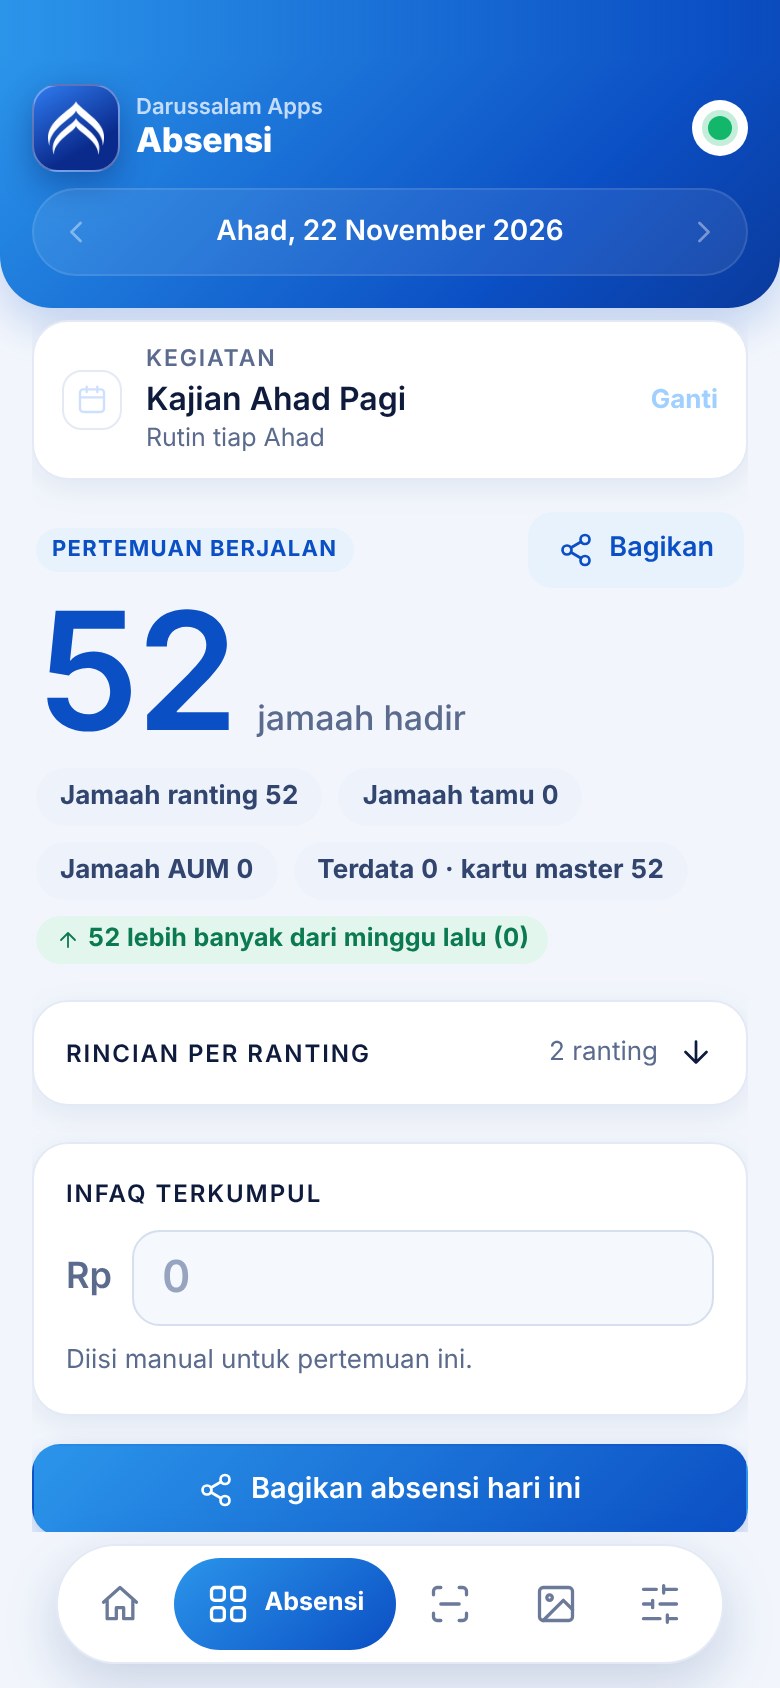 Darussalam Apps
Absensi
Ahad, 22 November 2026
KEGIATAN
Kajian Ahad Pagi
Rutin tiap Ahad
Ganti
PERTEMUAN BERJALAN
Bagikan
52 jamaah hadir
Jamaah ranting 52
Jamaah tamu 0
Jamaah AUM 0
Terdata 0 · kartu master 52
↑ 52 lebih banyak dari minggu lalu (0)
RINCIAN PER RANTING
2 ranting ↓
INFAQ TERKUMPUL
Rp 0
Diisi manual untuk pertemuan ini.
Bagikan absensi hari ini
Absensi